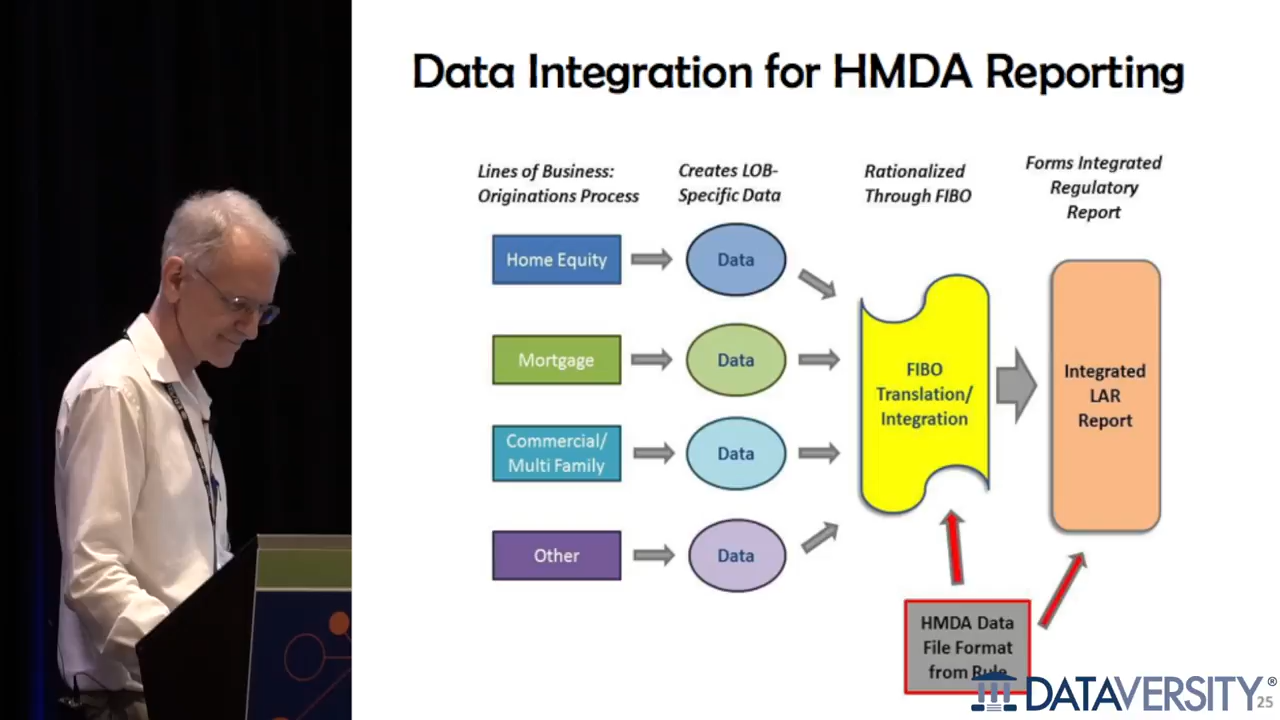 Data Integration for HMDA Reporting
Lines of Business:
Originations Process
Creates LOB-
Specific Data
Rationalized
Through FIBO
Forms Integrated
Regulatory
Report
Home Equity
Data
Mortgage
Data
Commercial/
Multi Family
Data
Other
Data
FIBO
Translation/
Integration
Integrated
LAR
Report
HMDA Data
File Format
from Rule
DATAVERSITY®
25